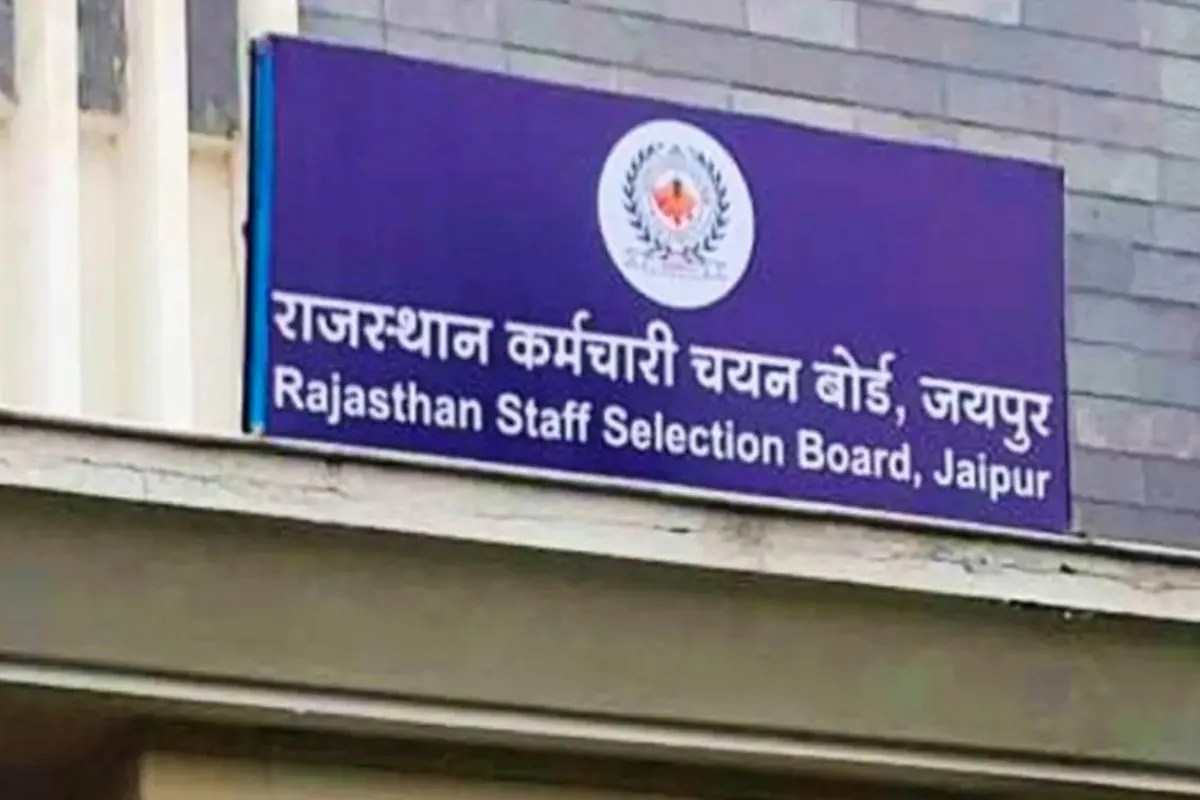 राजस्थान कर्मचारी चयन बोर्ड, जयपुर
Rajasthan Staff Selection Board, Jaipur